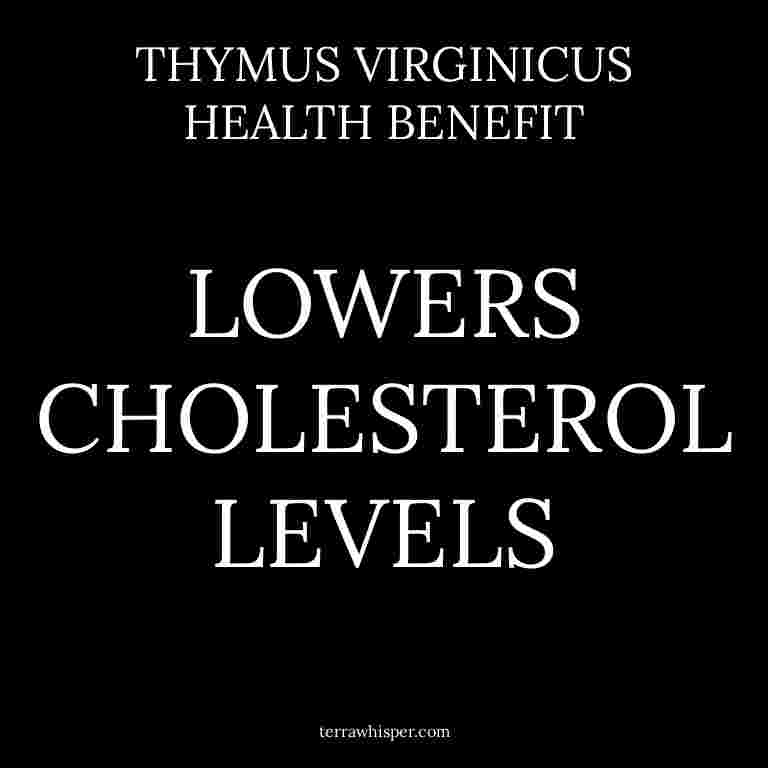 THYMUS VIRGINICUS
HEALTH BENEFIT
LOWERS
CHOLESTEROL
LEVELS
terrawhisper.com